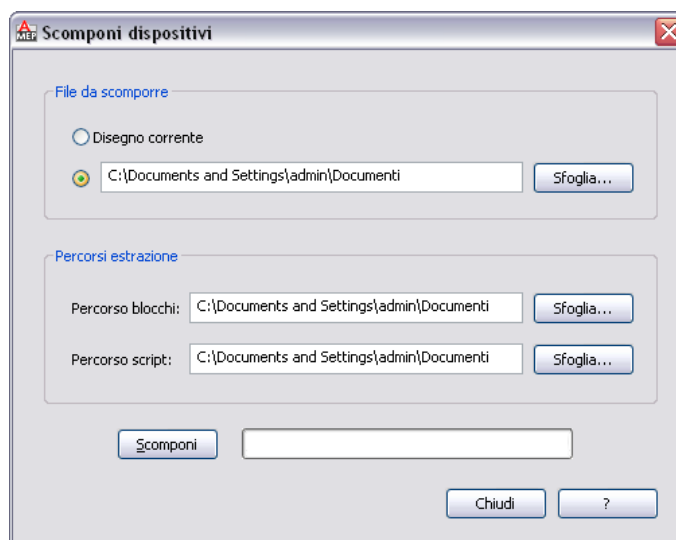 MEP Scomponi dispositivi
File da scomporre
Disegno corrente
C:\Documents and Settings\admin\Documenti Sfoglia...
Percorsi estrazione
Percorso blocchi: C:\Documents and Settings\admin\Documenti Sfoglia...
Percorso script: C:\Documents and Settings\admin\Documenti Sfoglia...
Scomponi
Chiudi ?